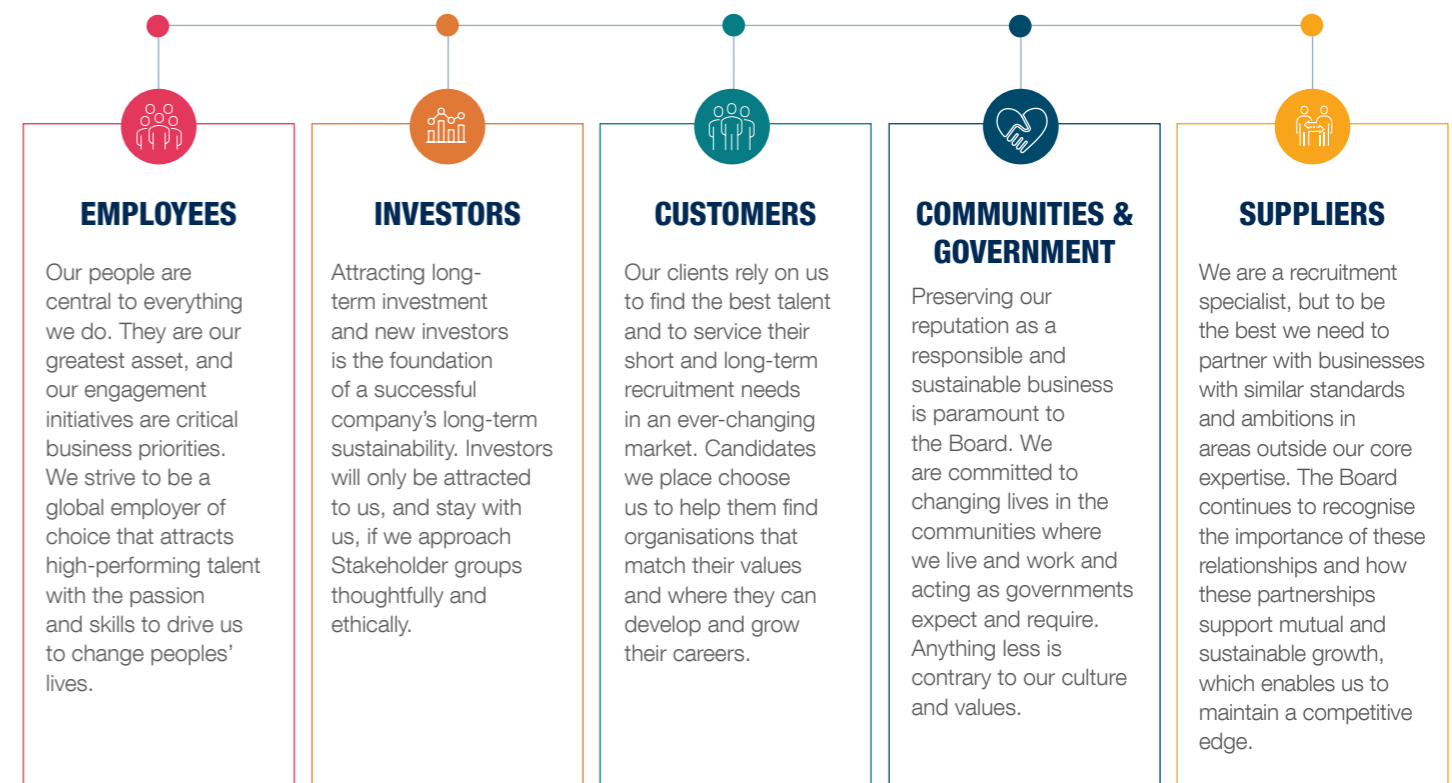 EMPLOYEES
Our people are
central to everything
we do. They are our
greatest asset, and
our engagement
initiatives are critical
business priorities.
We strive to be a
global employer of
choice that attracts
high-performing talent
with the passion
and skills to drive us
to change peoples’
lives.
INVESTORS
Attracting long-
term investment
and new investors
is the foundation
of a successful
company’s long-term
sustainability. Investors
will only be attracted
to us, and stay with
us, if we approach
Stakeholder groups
thoughtfully and
ethically.
CUSTOMERS
Our clients rely on us
to find the best talent
and to service their
short and long-term
recruitment needs
in an ever-changing
market. Candidates
we place choose
us to help them find
organisations that
match their values
and where they can
develop and grow
their careers.
COMMUNITIES &
GOVERNMENT
Preserving our
reputation as a
responsible and
sustainable business
is paramount to
the Board. We
are committed to
changing lives in the
communities where
we live and work and
acting as governments
expect and require.
Anything less is
contrary to our culture
and values.
SUPPLIERS
We are a recruitment
specialist, but to be
the best we need to
partner with businesses
with similar standards
and ambitions in
areas outside our core
expertise. The Board
continues to recognise
the importance of these
relationships and how
these partnerships
support mutual and
sustainable growth,
which enables us to
maintain a competitive
edge.